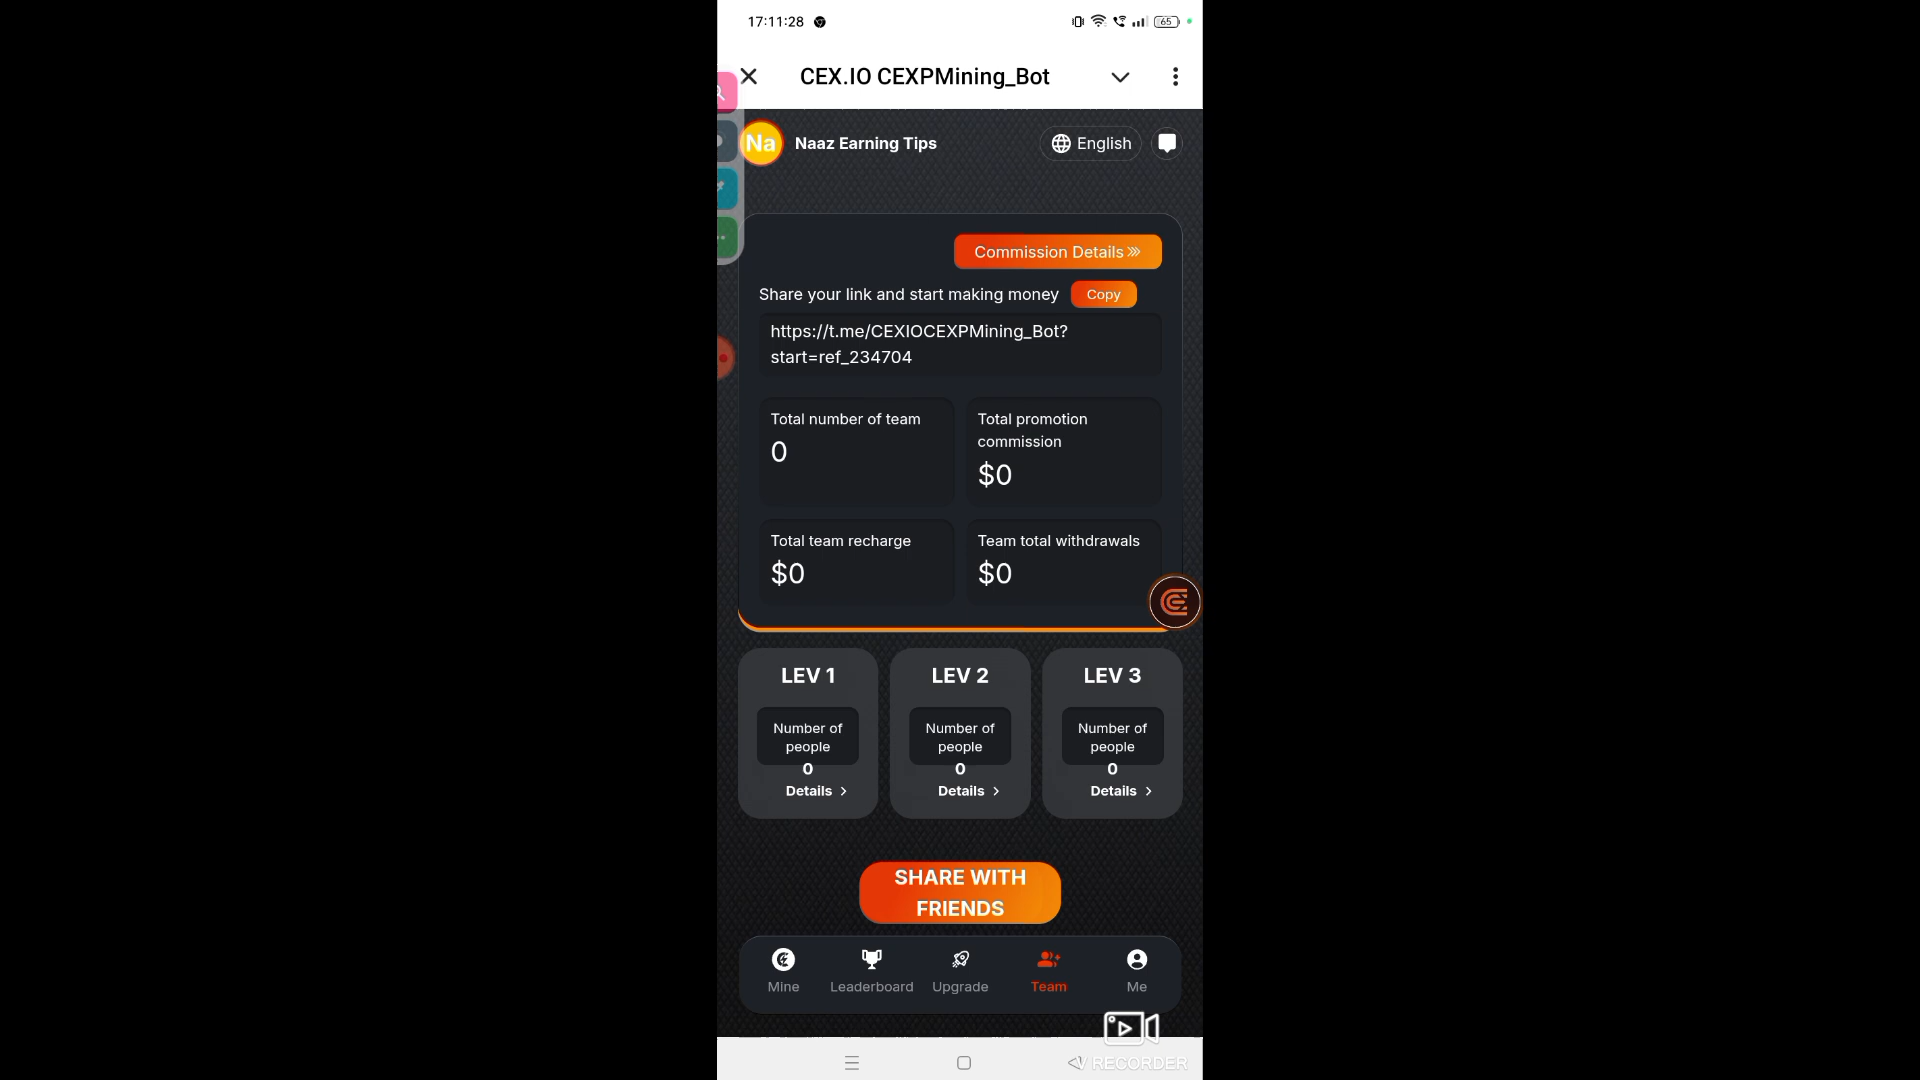 17:11:28
65
CEX.IO CEXPMining_Bot
Na
Naaz Earning Tips
English
Commission Details
Share your link and start making money
Copy
https://t.me/CEXIOCEXPMining_Bot?
start=ref_234704
Total number of team
0
Total promotion
commission
$0
Total team recharge
$0
Team total withdrawals
$0
LEV 1
Number of
people
0
Details
LEV 2
Number of
people
0
Details
LEV 3
Number of
people
0
Details
SHARE WITH
FRIENDS
Mine
Leaderboard
Upgrade
Team
Me
V RECORDER